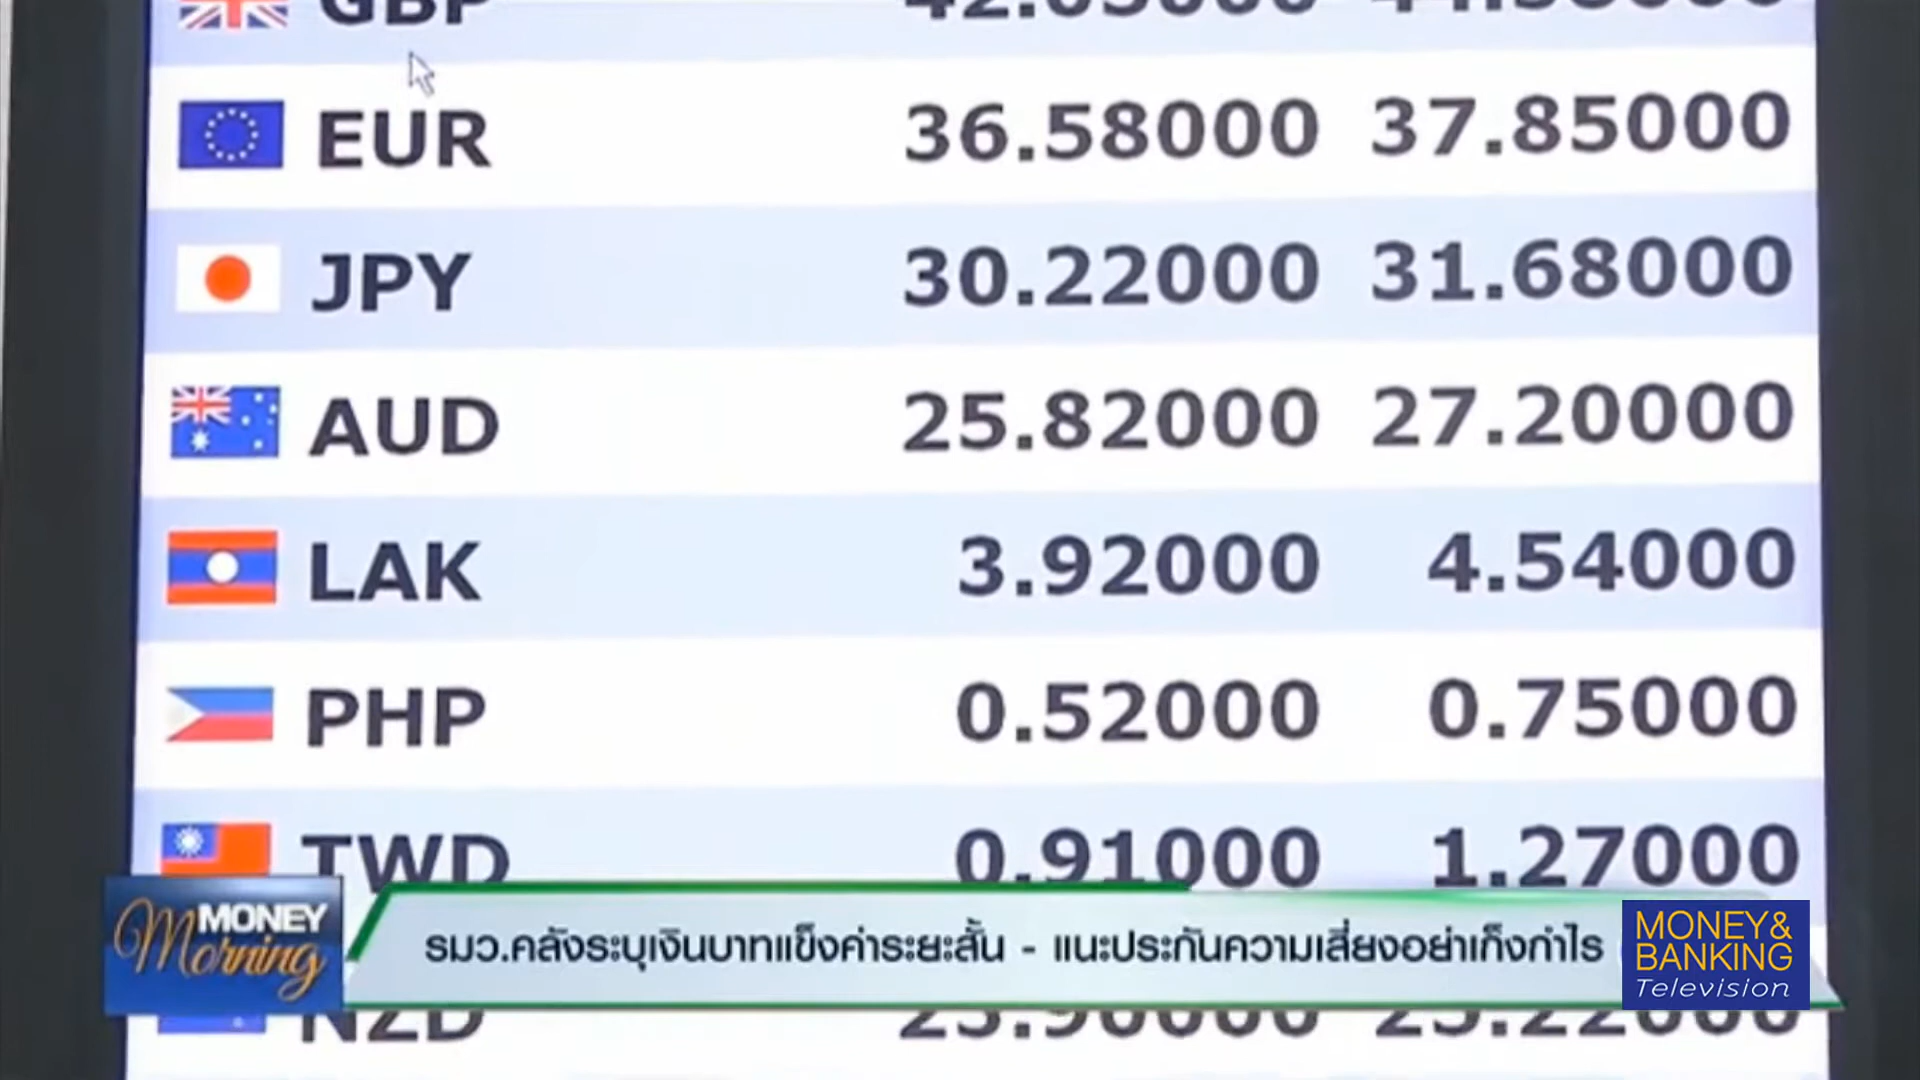 GBP
EUR 36.58000 37.85000
JPY 30.22000 31.68000
AUD 25.82000 27.20000
LAK 3.92000 4.54000
PHP 0.52000 0.75000
TWD 0.91000 1.27000
MONEY
Morning
รมว.คลังระบุเงินบาทแข็งค่าระยะสั้น - แนะประกันความเสี่ยงอย่าเก็งกำไร
MONEY&
BANKING
Television
NZD